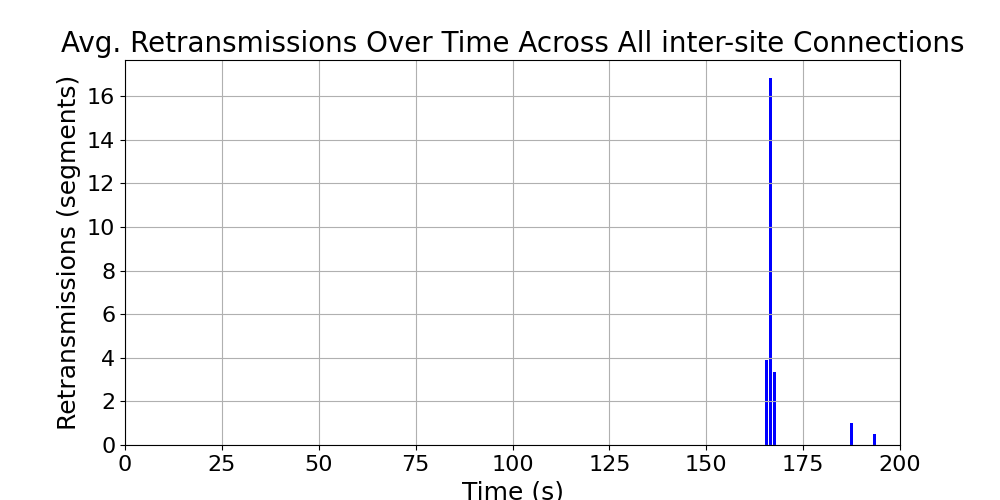 Avg. Retransmissions Over Time Across All inter-site Connections
Retransmissions (segments)
16
14
12
10
8
6
4
2
0
0 25 50 75 100 125 150 175 200
Time (s)